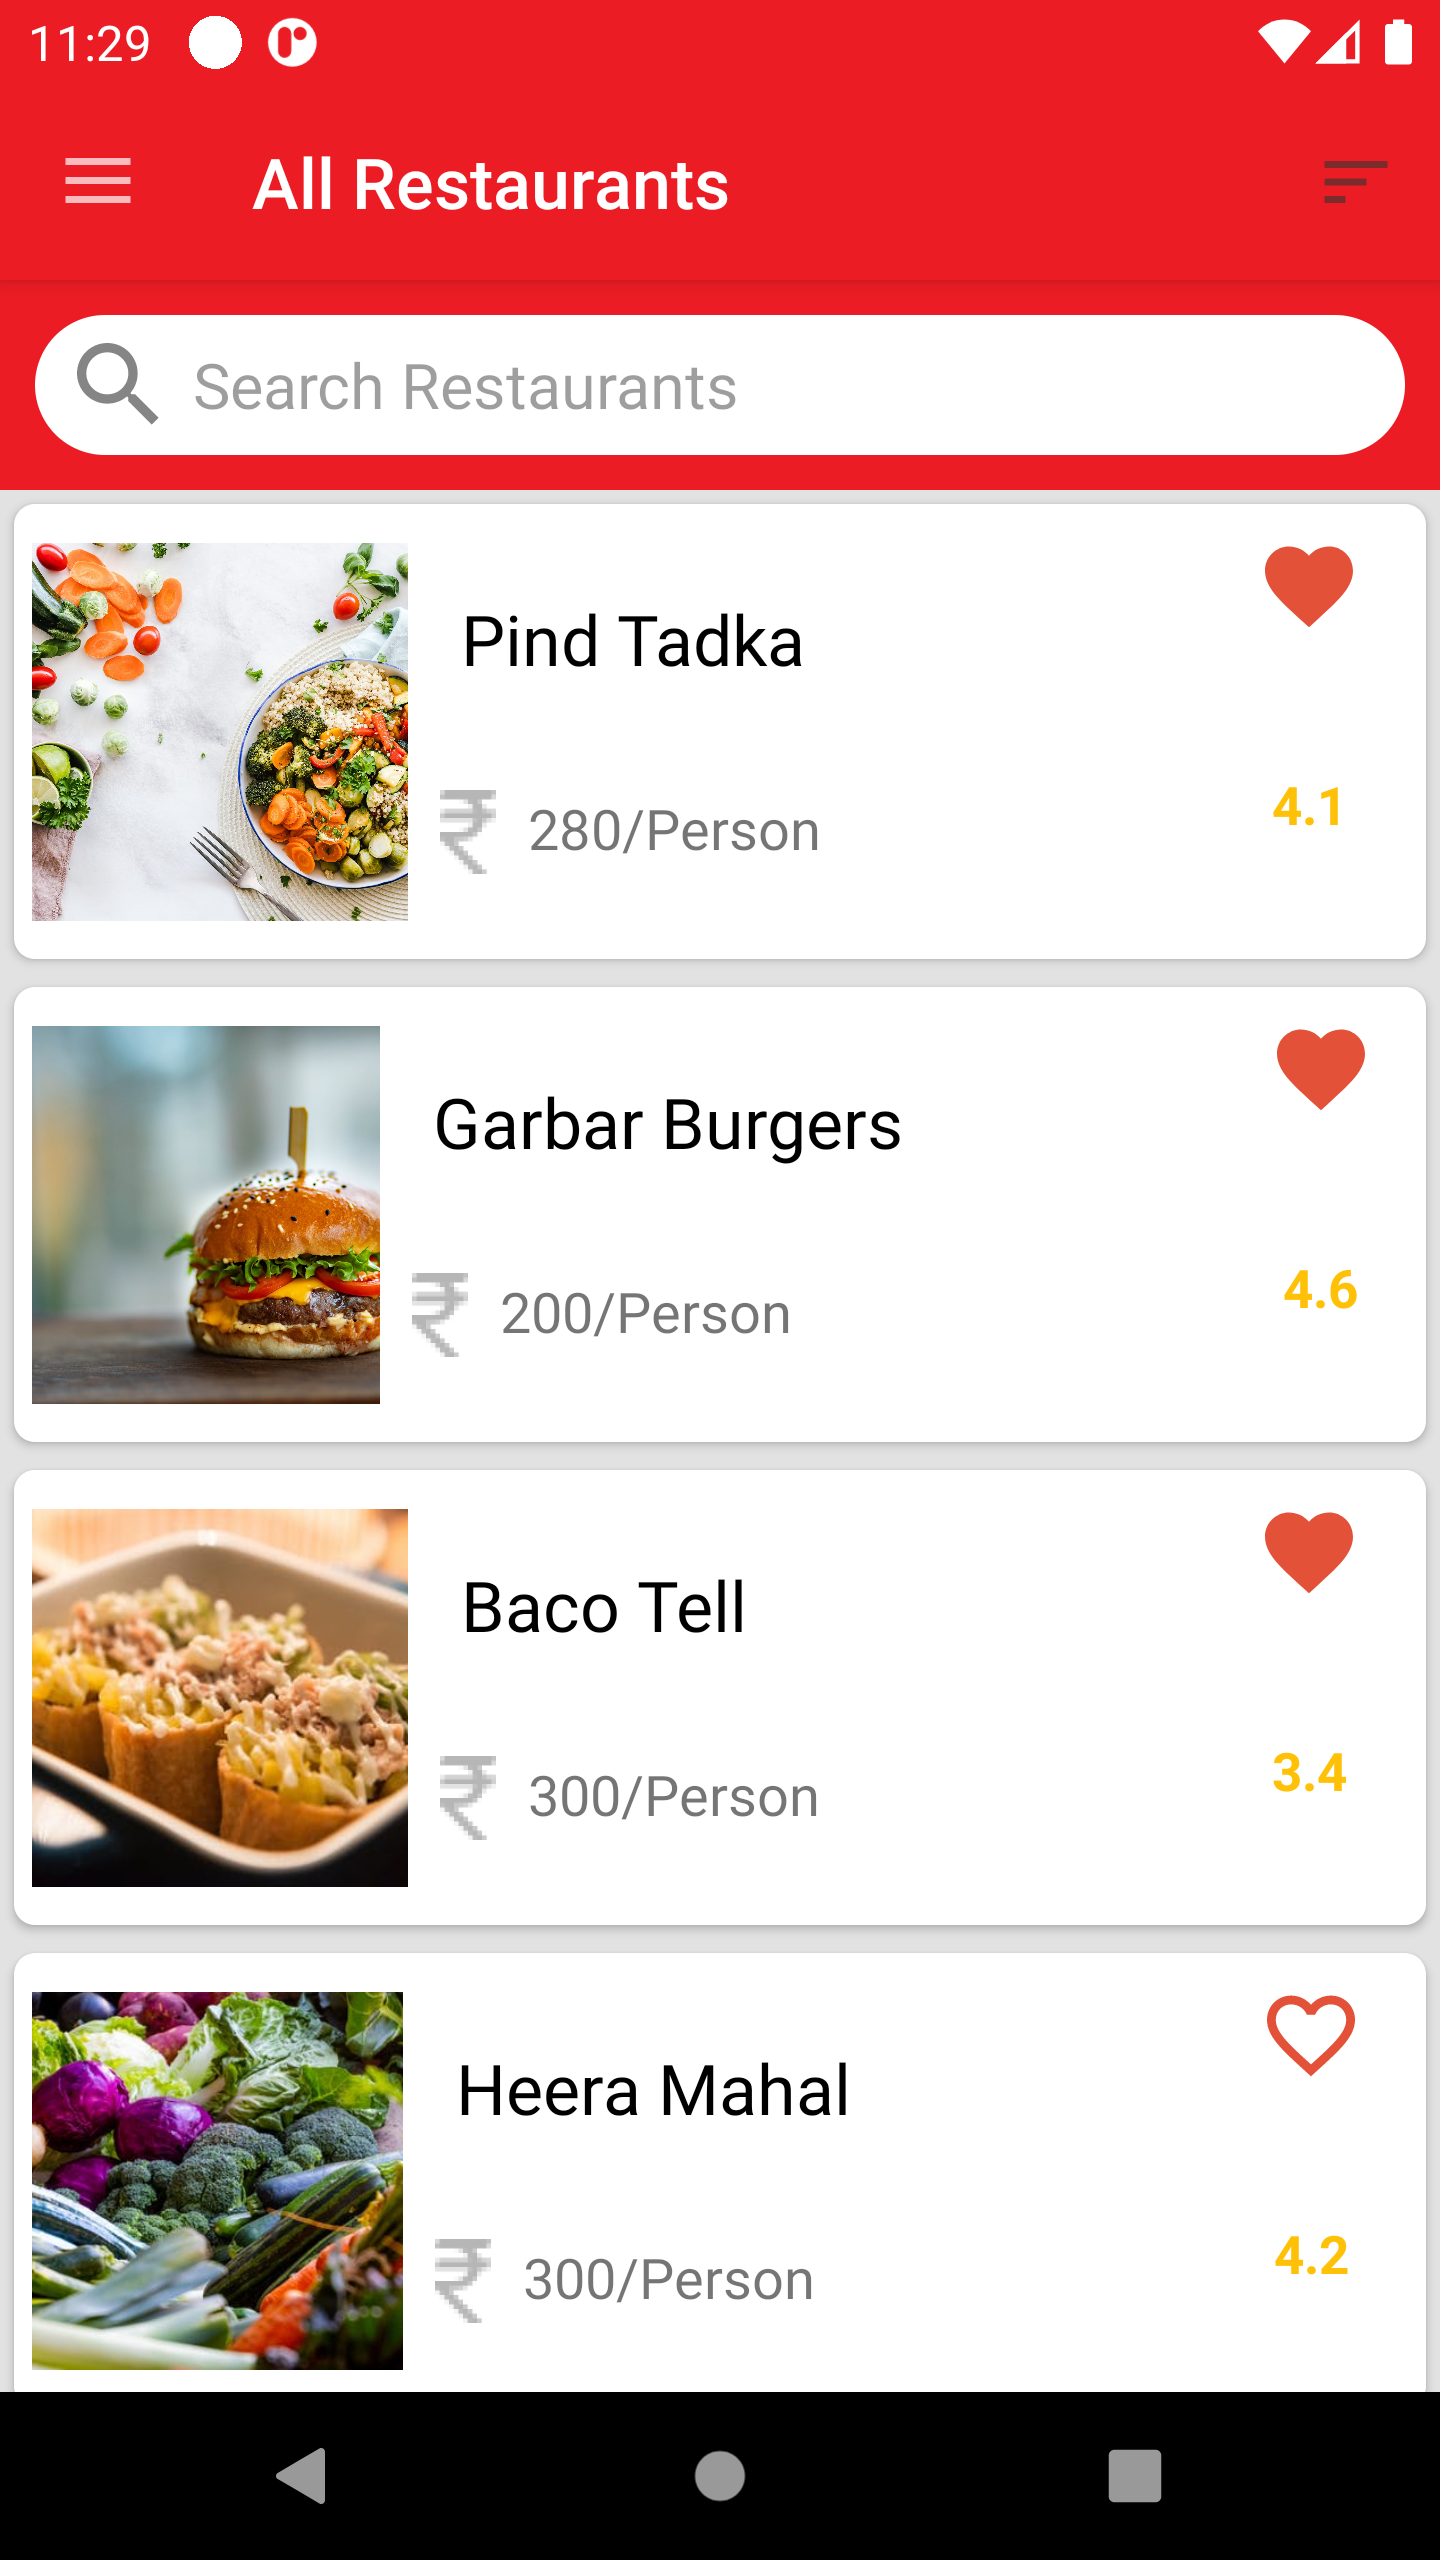 11:29
All Restaurants
Search Restaurants
Pind Tadka
₹ 280/Person
4.1
Garbar Burgers
₹ 200/Person
4.6
Baco Tell
₹ 300/Person
3.4
Heera Mahal
₹ 300/Person
4.2